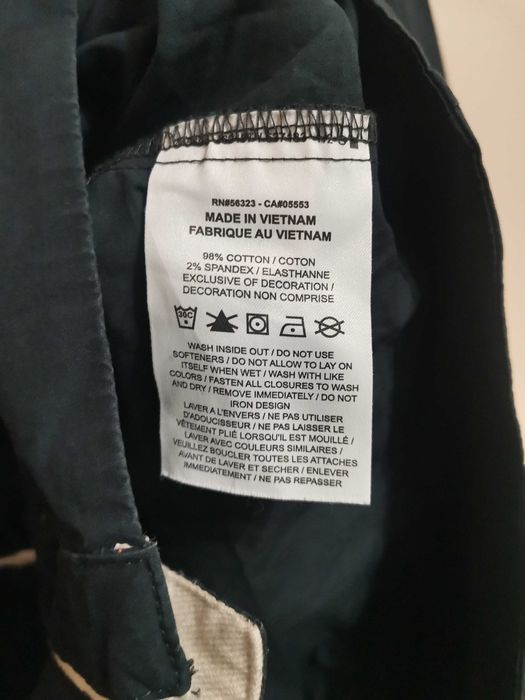 RN#56323 - CA#05553
MADE IN VIETNAM
FABRIQUE AU VIETNAM
98% COTTON / COTON
2% SPANDEX / ELASTHANNE
EXCLUSIVE OF DECORATION /
DECORATION NON COMPRISE
30C
WASH INSIDE OUT / DO NOT USE
SOFTENERS / DO NOT ALLOW TO LAY ON
ITSELF WHEN WET / WASH WITH LIKE
COLORS / FASTEN ALL CLOSURES TO WASH
AND DRY / REMOVE IMMEDIATELY / DO NOT
IRON DESIGN
LAVER A L'ENVERS / NE PAS UTILISER
D'ADOUCISSEUR / NE PAS LAISSER LE
VÊTEMENT PLIÉ LORSQU'IL EST MOUILLÉ /
LAVER AVEC COULEURS SIMILAIRES /
VEUILLEZ BOUCLER TOUTES LES ATTACHES
AVANT DE LAVER ET SECHER / ENLEVER
IMMEDIATEMENT / NE PAS REPASSER